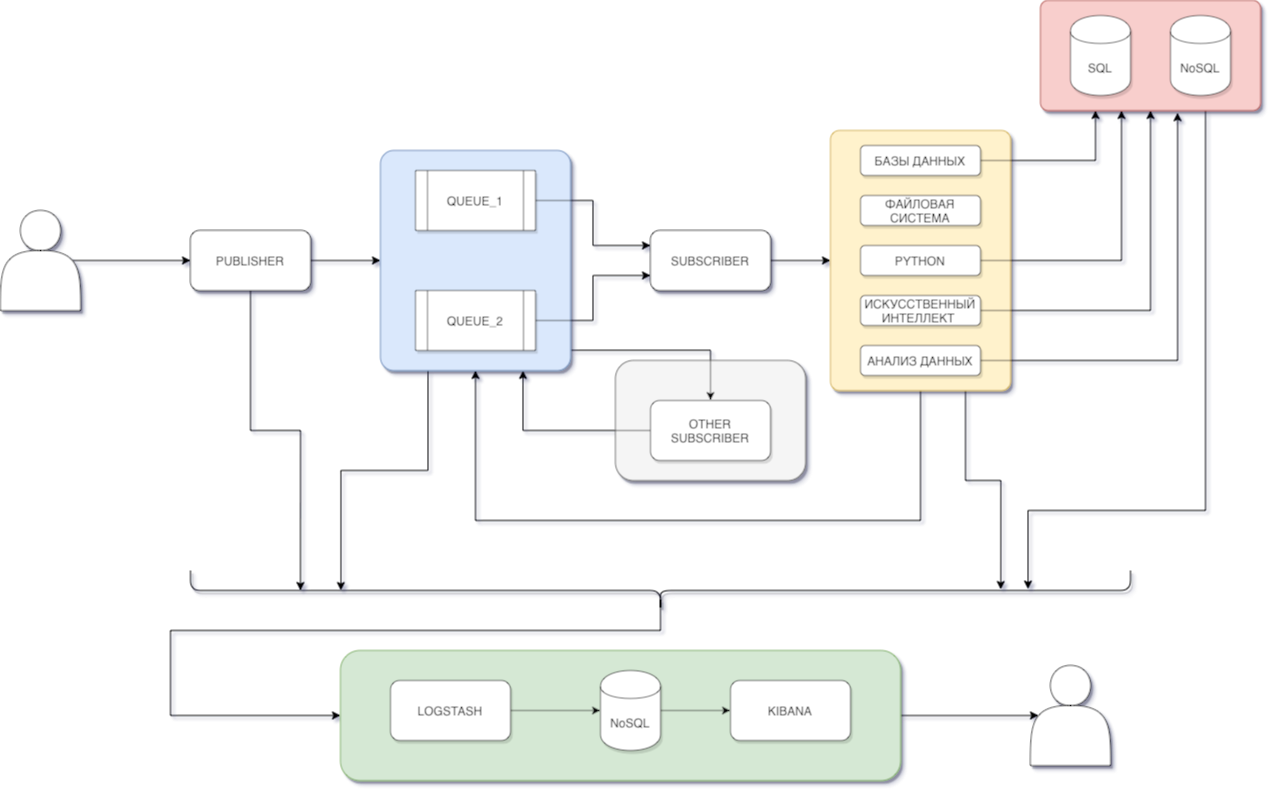 SQL
NoSQL
PUBLISHER
QUEUE_1
QUEUE_2
SUBSCRIBER
БАЗЫ ДАННЫХ
ФАЙЛОВАЯ
СИСТЕМА
PYTHON
ИСКУССТВЕННЫЙ
ИНТЕЛЛЕКТ
АНАЛИЗ ДАННЫХ
OTHER
SUBSCRIBER
LOGSTASH
NoSQL
KIBANA